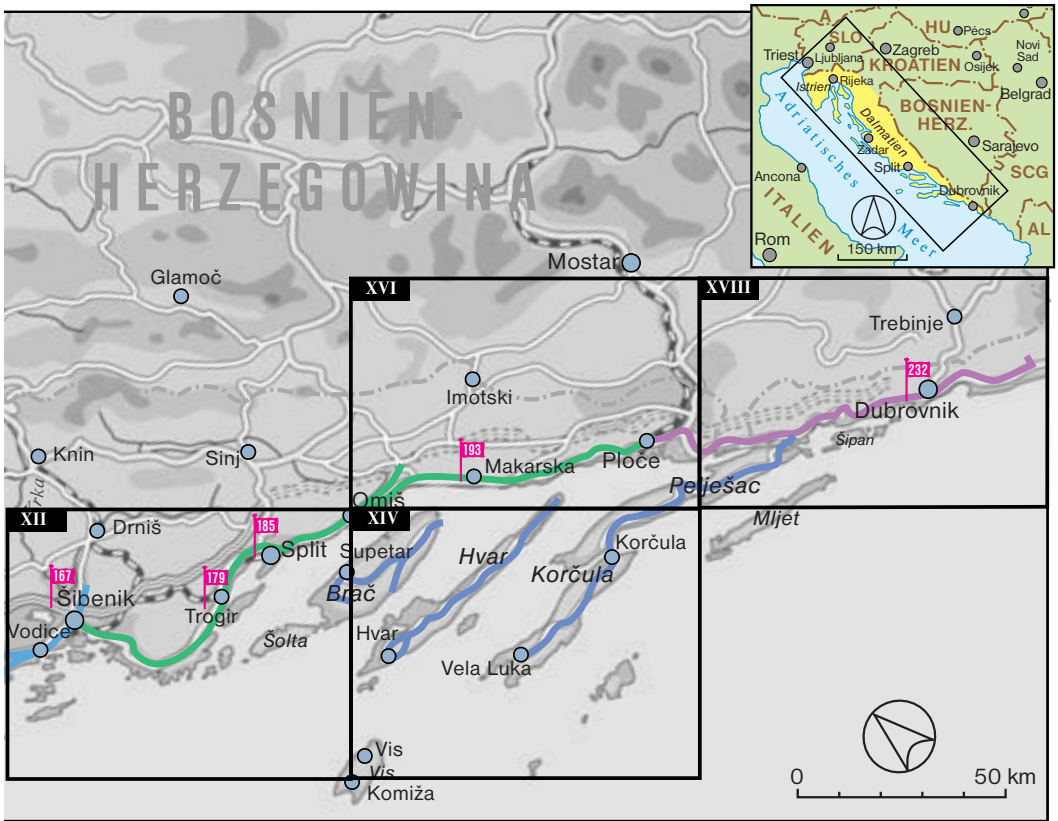 BOSNIEN-
HERZEGOWINA
A
SLO
HU
Pécs
Triest
Ljubljana
Zagreb
KROATIEN
Osijek
Novi
Sad
Istrien
Rijeka
Belgrad
BOSNIEN-
HERZ.
Dalmatien
Zadar
Sarajevo
Adriatisches
Meer
Ancona
Split
SCG
Dubrovnik
ITALIEN
AL
Rom
150 km
Mostar
Glamoč
XVI
XVIII
Trebinje
Imotski
232
Dubrovnik
Knin
Sinj
193
Makarska
Ploče
Šipan
Pelješac
Omiš
XII
XIV
Mljet
Drniš
185
Split
Supetar
Hvar
Korčula
Korčula
167
179
Šibenik
Brač
Trogir
Vodice
Šolta
Hvar
Vela Luka
Vis
Vis
Komiža
0
50 km